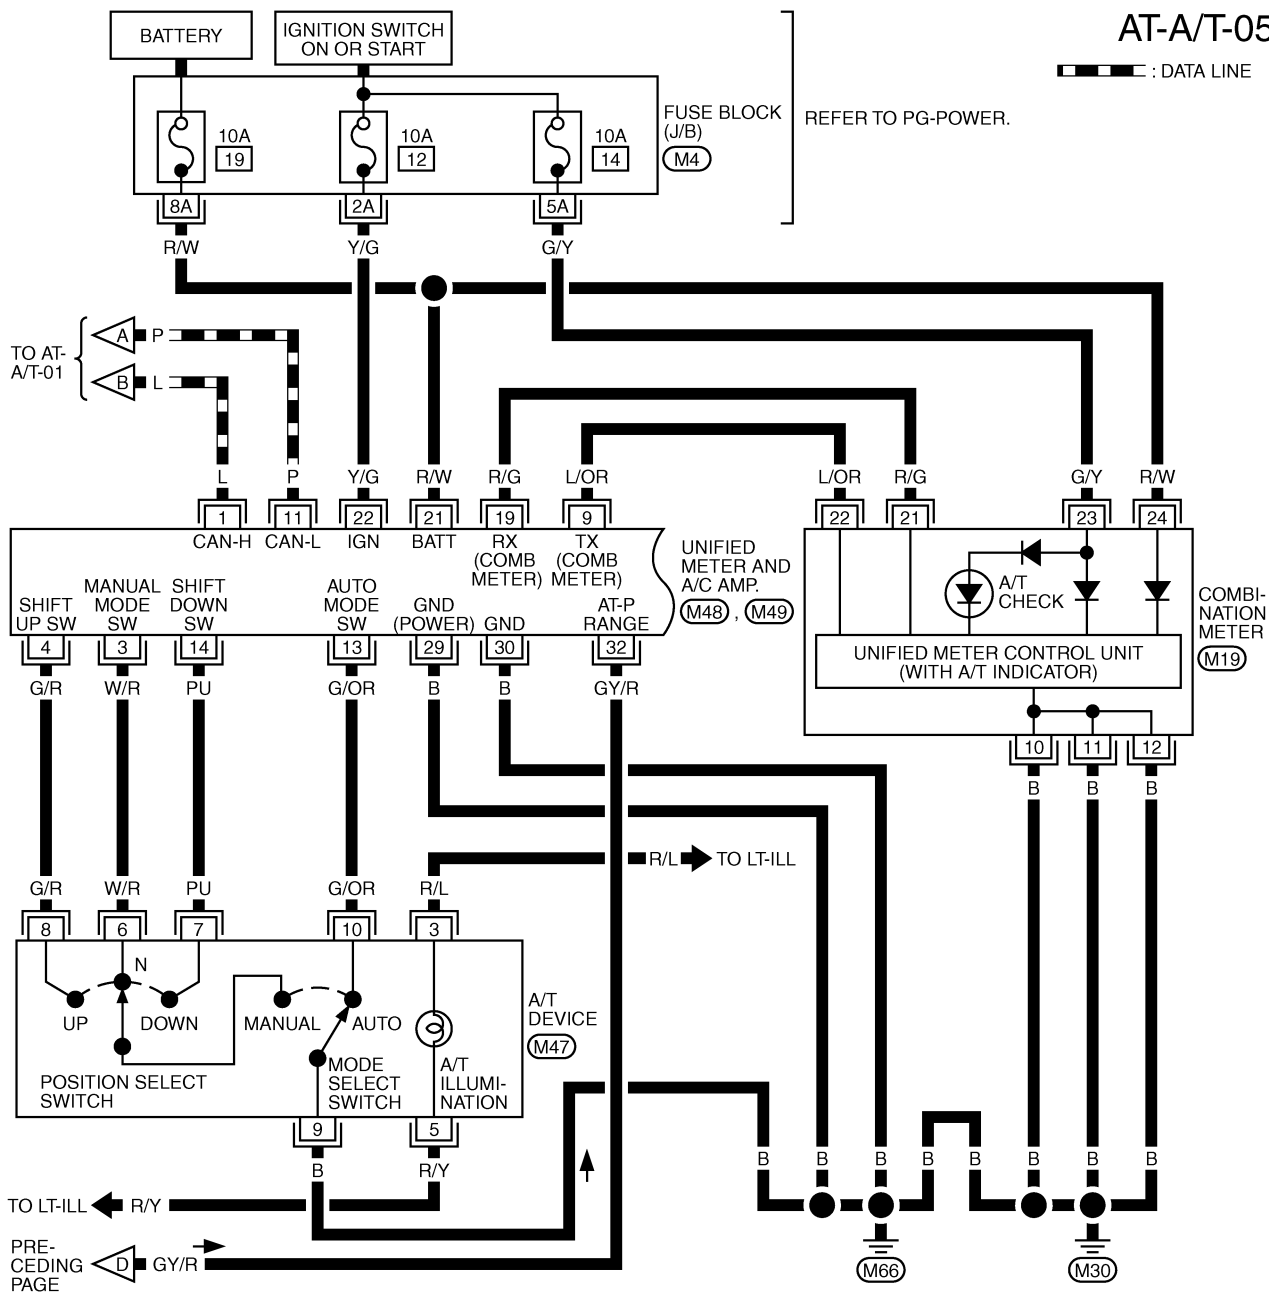 AT-A/T-05
: DATA LINE
BATTERY
IGNITION SWITCH
ON OR START
10A
19
10A
12
10A
14
FUSE BLOCK
(J/B)
M4
REFER TO PG-POWER.
8A
2A
5A
R/W
Y/G
G/Y
TO AT-
A/T-01
A
P
B
L
L
P
Y/G
R/W
R/G
L/OR
L/OR
R/G
G/Y
R/W
1
11
22
21
19
9
22
21
23
24
CAN-H
CAN-L
IGN
BATT
RX
(COMB
METER)
TX
(COMB
METER)
UNIFIED
METER AND
A/C AMP.
M48 , M49
SHIFT
UP SW
MANUAL
MODE
SW
SHIFT
DOWN
SW
AUTO
MODE
SW
GND
(POWER)
GND
AT-P
RANGE
A/T
CHECK
COMBI-
NATION
METER
M19
UNIFIED METER CONTROL UNIT
(WITH A/T INDICATOR)
4
3
14
13
29
30
32
G/R
W/R
PU
G/OR
B
B
GY/R
10
11
12
B
B
B
R/L
TO LT-ILL
G/R
W/R
PU
G/OR
R/L
8
6
7
10
3
N
UP
DOWN
MANUAL
AUTO
A/T
DEVICE
M47
POSITION SELECT
SWITCH
MODE
SELECT
SWITCH
A/T
ILLUMI-
NATION
9
5
B
R/Y
B
B
B
B
B
B
B
B
TO LT-ILL
R/Y
PRE-
CEDING
PAGE
D
GY/R
M66
M30